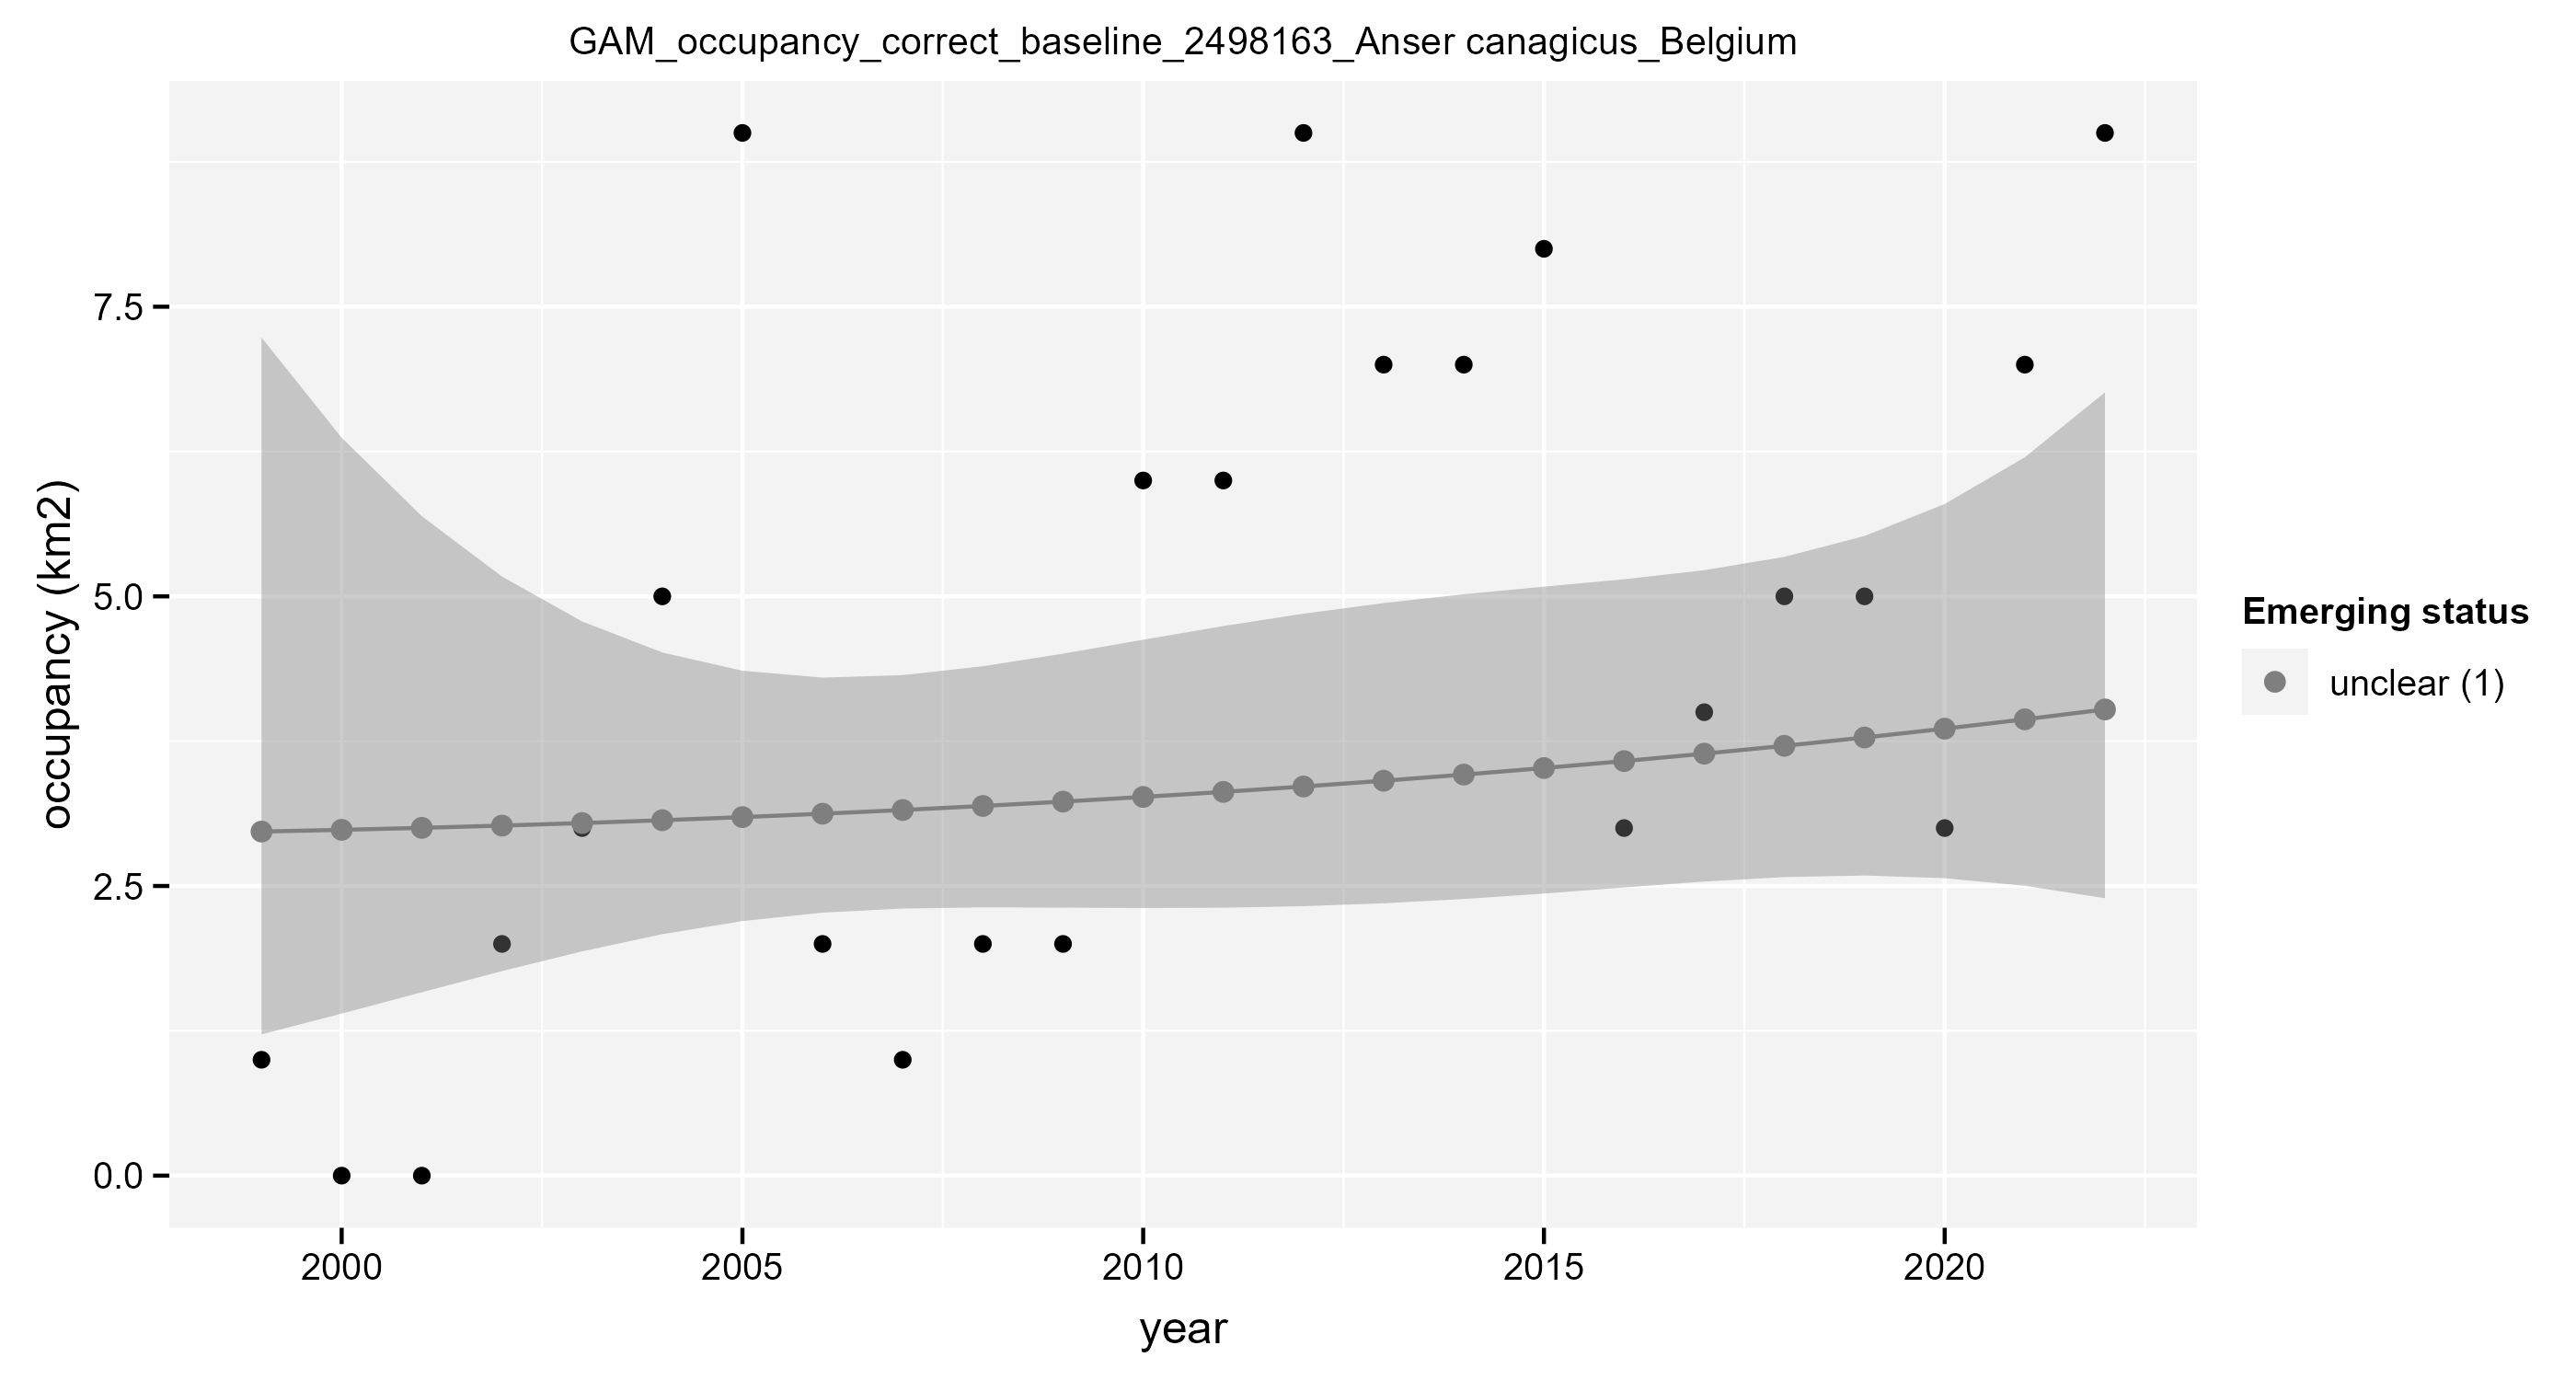 GAM_occupancy_correct_baseline_2498163_Anser canagicus_Belgium
7.5
5.0
2.5
0.0
occupancy (km2)
2000 2005 2010 2015 2020
year
Emerging status
unclear (1)